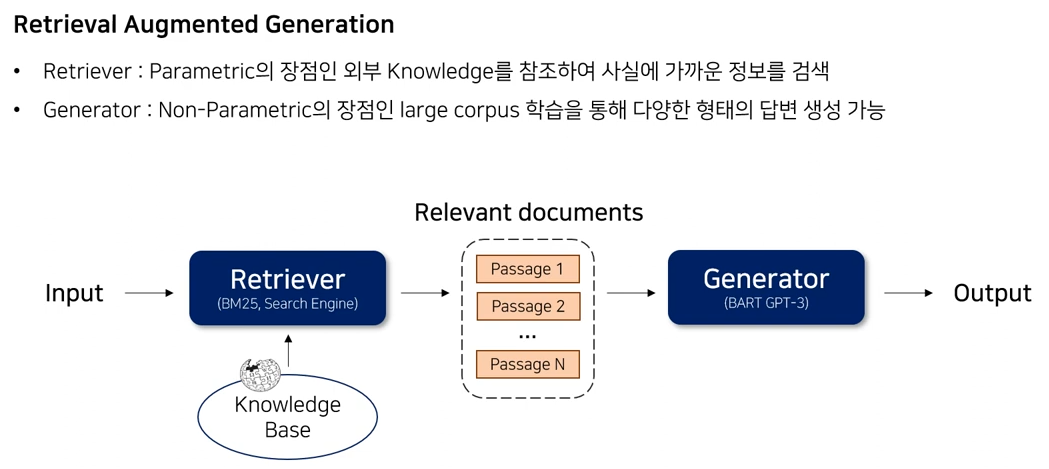 Retrieval Augmented Generation
• Retriever : Parametric의 장점인 외부 Knowledge를 참조하여 사실에 가까운 정보를 검색
• Generator : Non-Parametric의 장점인 large corpus 학습을 통해 다양한 형태의 답변 생성 가능
Relevant documents
Input
Retriever
(BM25, Search Engine)
Passage 1
Passage 2
...
Passage N
Generator
(BART GPT-3)
Output
Knowledge
Base